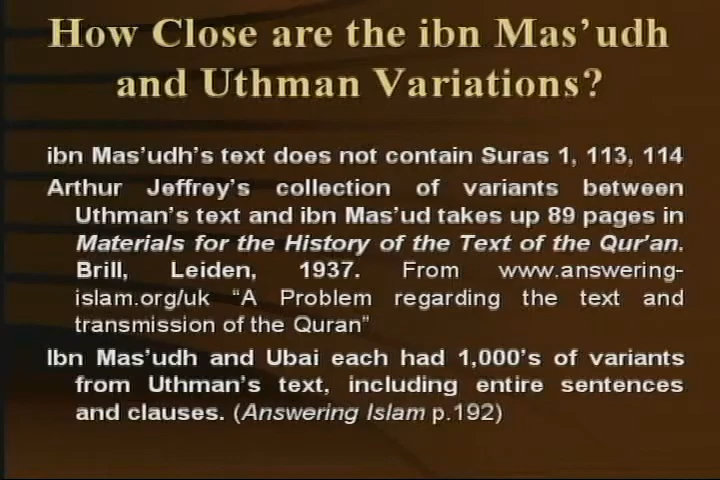 How Close are the ibn Mas'udh
and Uthman Variations?
ibn Mas'udh's text does not contain Suras 1, 113, 114
Arthur Jeffrey's collection of variants between
Uthman's text and ibn Mas'ud takes up 89 pages in
Materials for the History of the Text of the Qur'an.
Brill, Leiden, 1937. From www.answering-
islam.org/uk "A Problem regarding the text and
transmission of the Quran"
Ibn Mas'udh and Ubai each had 1,000's of variants
from Uthman's text, including entire sentences
and clauses. (Answering Islam p.192)